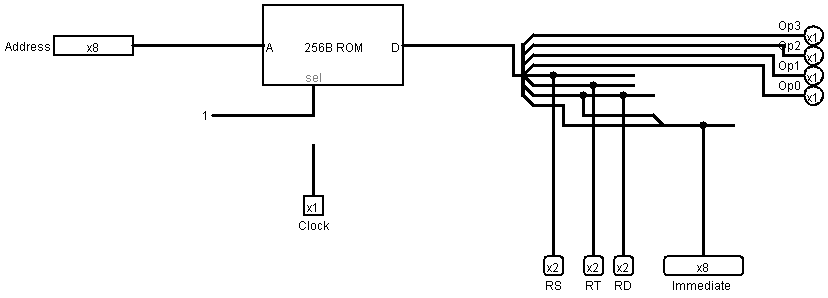 Op3
x1
Address x8 A 256B ROM D
Op2
x1
Op1
x1
sel
Op0
x1
1
x1
Clock
x2 x2 x2 x8
RS RT RD Immediate